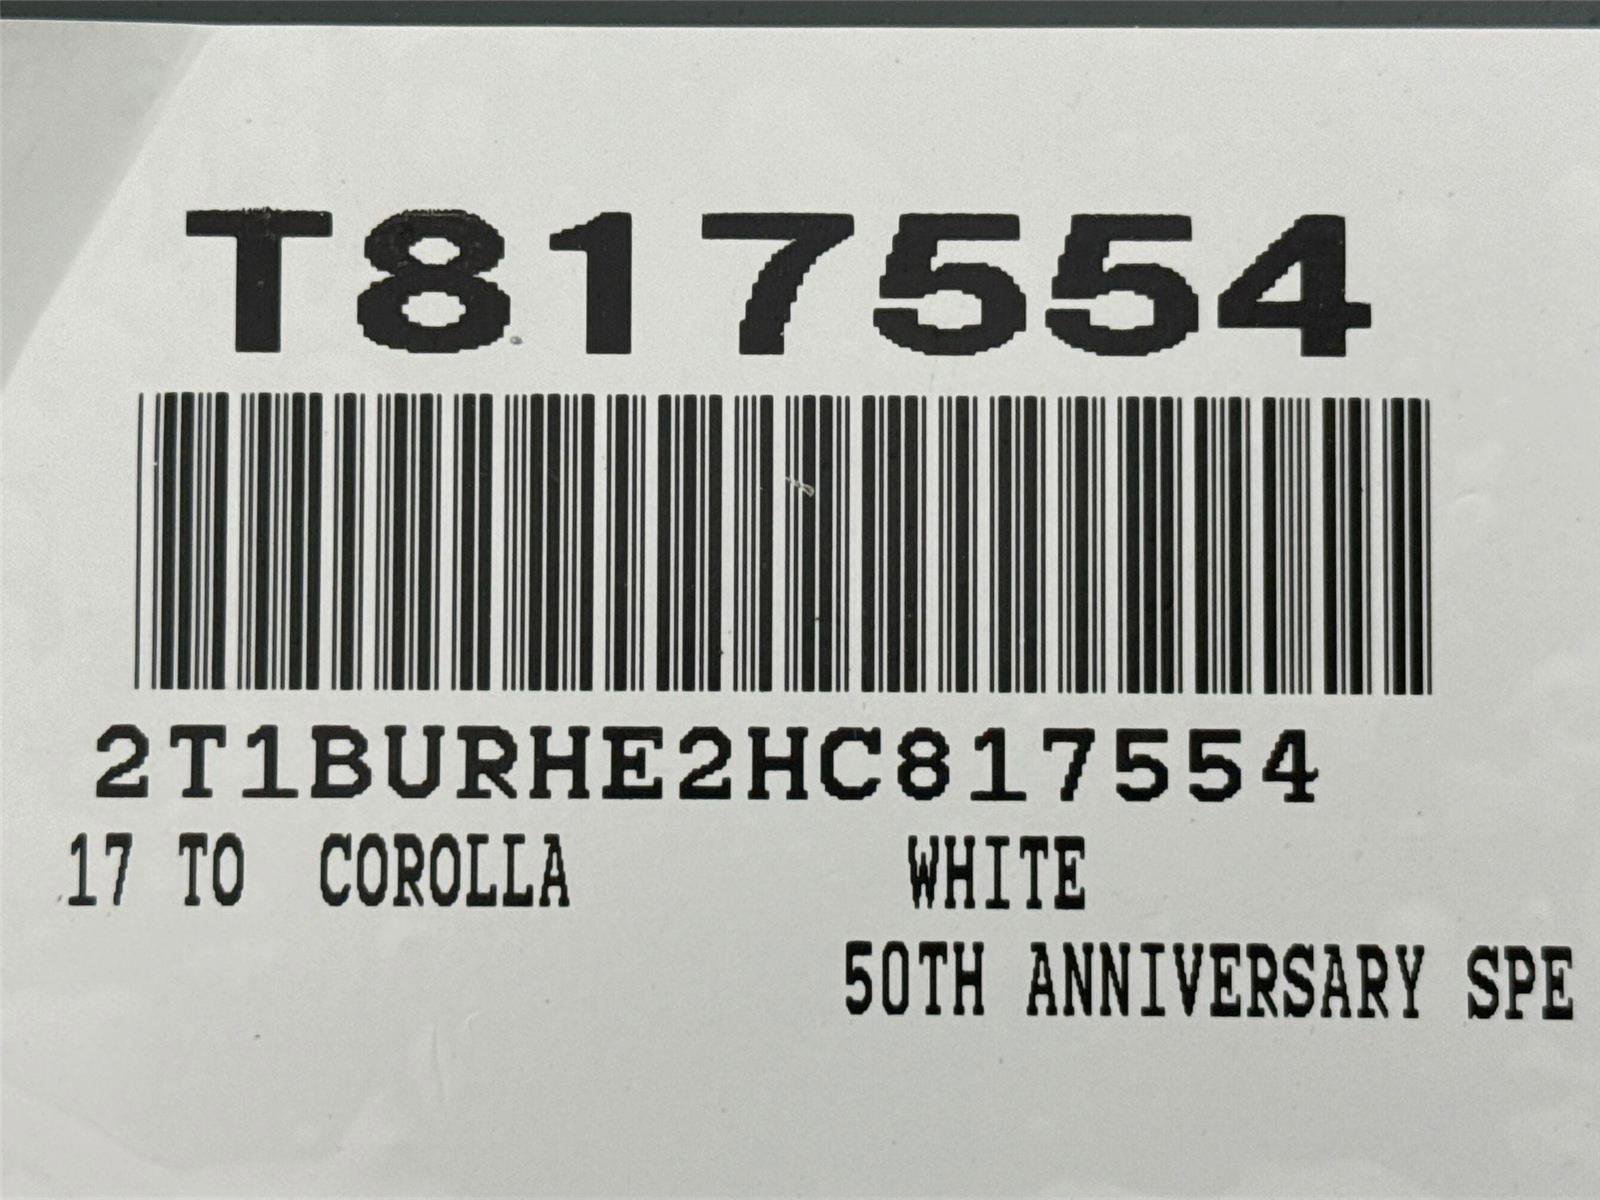 T817554
2T1BURHE2HC817554
17 TO COROLLA WHITE
50TH ANNIVERSARY SPE